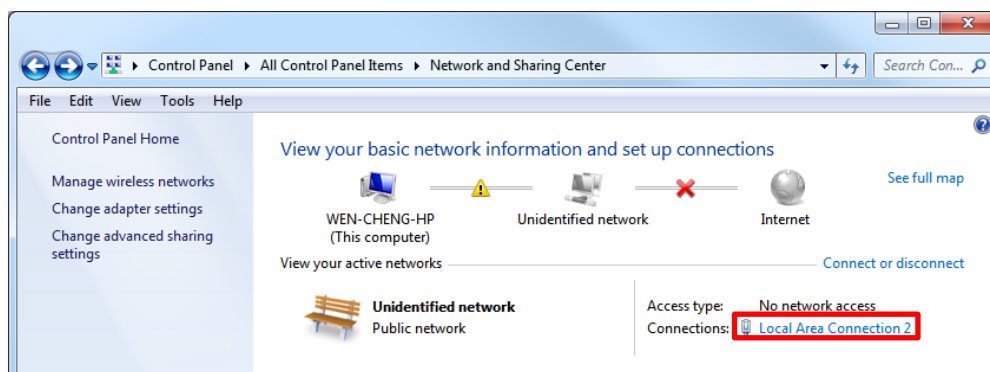 Control Panel All Control Panel Items Network and Sharing Center Search Con...
File Edit View Tools Help
Control Panel Home
Manage wireless networks
Change adapter settings
Change advanced sharing
settings
View your basic network information and set up connections
See full map
WEN-CHENG-HP
(This computer)
Unidentified network
Internet
View your active networks
Connect or disconnect
Unidentified network
Public network
Access type: No network access
Connections: Local Area Connection 2